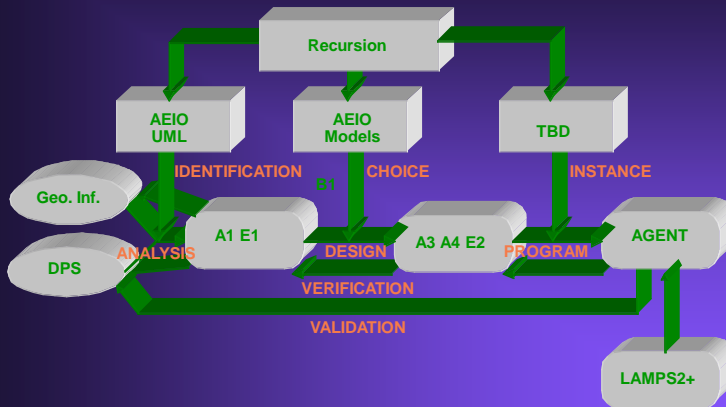 Recursion
AEIO
UML
AEIO
Models
TBD
IDENTIFICATION
CHOICE
INSTANCE
B1
Geo. Inf.
A1 E1
A3 A4 E2
AGENT
ANALYSIS
DESIGN
PROGRAM
DPS
VERIFICATION
VALIDATION
LAMPS2+